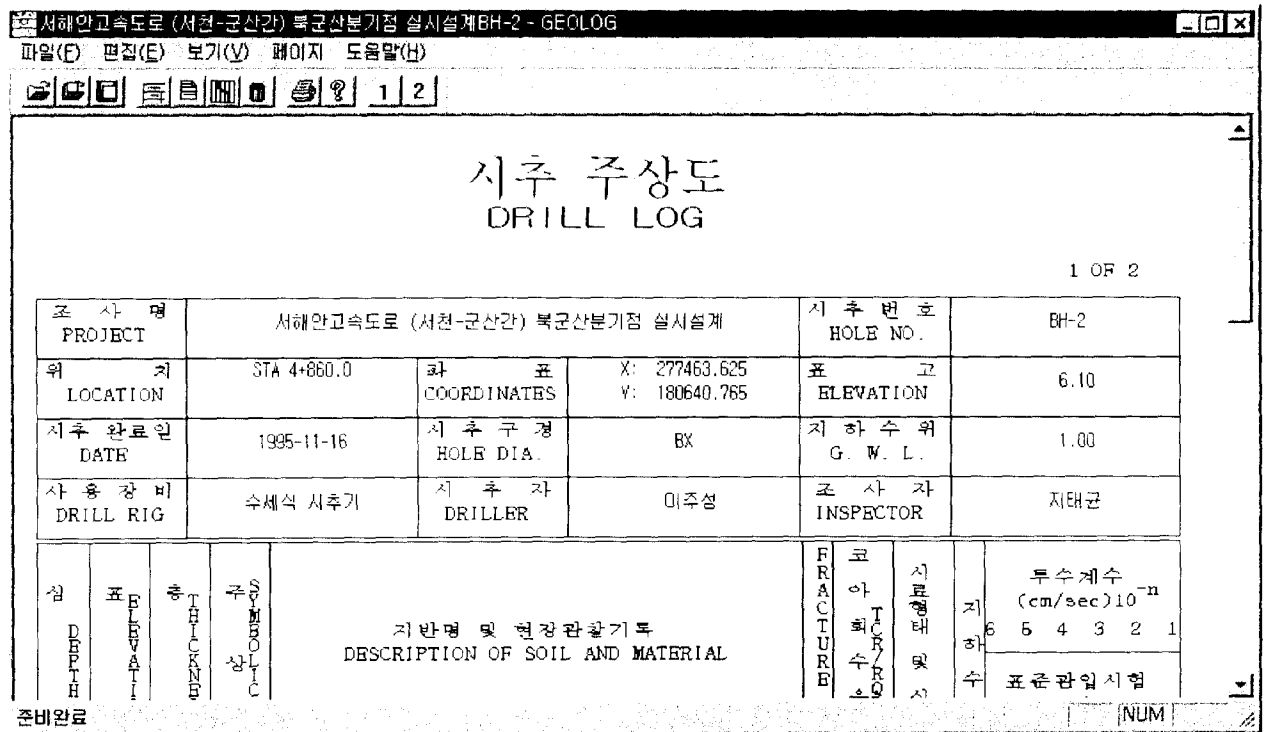 서해안고속도로 (서천-군산간) 북군산분기점 실시설계BH-2 - GEOLOG
파일(F) 편집(E) 보기(V) 페이지 도움말(H)
1 2
시추 주상도
DRILL LOG
1 OF 2
조 사 명
PROJECT
서해안고속도로 (서천-군산간) 북군산분기점 실시설계
시 추 번 호
HOLE NO.
BH-2
위 치
LOCATION
STA 4+860.0
좌 표
COORDINATES
X: 277463.625
Y: 180640.765
표 고
ELEVATION
6.10
시추 완료일
DATE
1995-11-16
시 추 구 경
HOLE DIA.
BX
지 하 수 위
G. W. L.
1.00
사 용 장 비
DRILL RIG
수세식 시추기
시 추 자
DRILLER
이주성
조 사 자
INSPECTOR
지태균
심
DEPTH
표
ELEVATI
층
THICKNE
주 상
SYMBOLIC
지반명 및 현장관찰기록
DESCRIPTION OF SOIL AND MATERIAL
FRACTURE
코아회수
TCR/RQ
시료형태 및
지하수
투수계수
(cm/sec)10⁻ⁿ
6 5 4 3 2 1
표준관입시험
준비완료
NUM